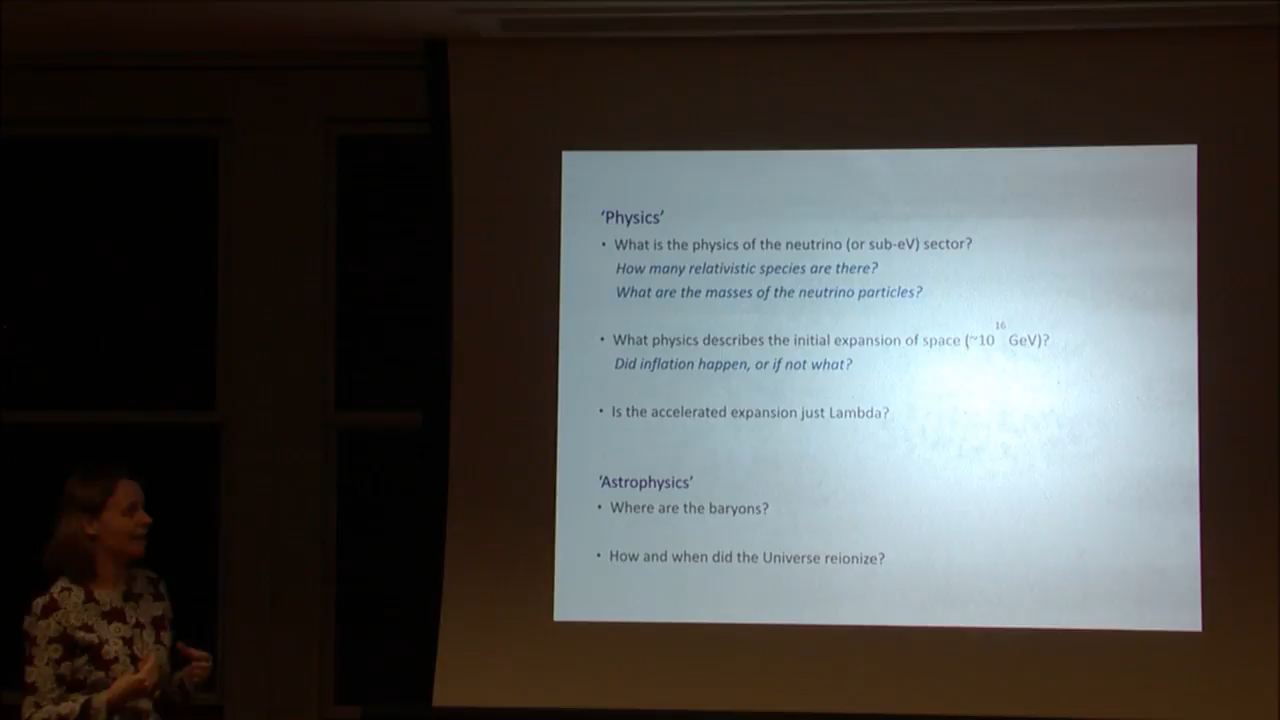 'Physics'
• What is the physics of the neutrino (or sub-eV) sector?
How many relativistic species are there?
What are the masses of the neutrino particles?
• What physics describes the initial expansion of space (~10¹⁶ GeV)?
Did inflation happen, or if not what?
• Is the accelerated expansion just Lambda?
'Astrophysics'
• Where are the baryons?
• How and when did the Universe reionize?